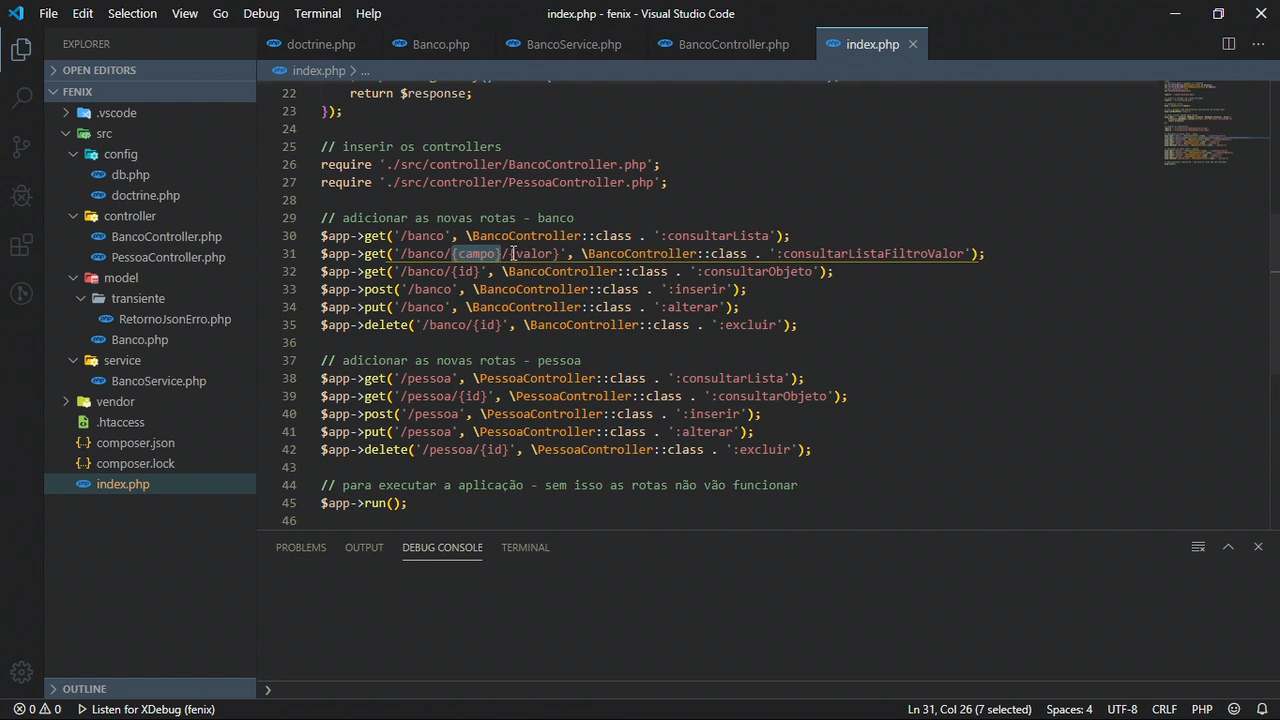 File Edit Selection View Go Debug Terminal Help
index.php - fenix - Visual Studio Code
EXPLORER
doctrine.php
Banco.php
BancoService.php
BancoController.php
index.php
OPEN EDITORS
FENIX
.vscode
src
config
db.php
doctrine.php
controller
BancoController.php
PessoaController.php
model
transiente
RetornoJsonErro.php
Banco.php
service
BancoService.php
vendor
.htaccess
composer.json
composer.lock
index.php
OUTLINE
index.php > ...
22 return $response;
23 });
24
25 // inserir os controllers
26 require './src/controller/BancoController.php';
27 require './src/controller/PessoaController.php';
28
29 // adicionar as novas rotas - banco
30 $app->get('/banco', \BancoController::class . ':consultarLista');
31 $app->get('/banco/{campo}/{valor}', \BancoController::class . ':consultarListaFiltroValor');
32 $app->get('/banco/{id}', \BancoController::class . ':consultarObjeto');
33 $app->post('/banco', \BancoController::class . ':inserir');
34 $app->put('/banco', \BancoController::class . ':alterar');
35 $app->delete('/banco/{id}', \BancoController::class . ':excluir');
36
37 // adicionar as novas rotas - pessoa
38 $app->get('/pessoa', \PessoaController::class . ':consultarLista');
39 $app->get('/pessoa/{id}', \PessoaController::class . ':consultarObjeto');
40 $app->post('/pessoa', \PessoaController::class . ':inserir');
41 $app->put('/pessoa', \PessoaController::class . ':alterar');
42 $app->delete('/pessoa/{id}', \PessoaController::class . ':excluir');
43
44 // para executar a aplicação - sem isso as rotas não vão funcionar
45 $app->run();
46
PROBLEMS OUTPUT DEBUG CONSOLE TERMINAL
0 0 Listen for XDebug (fenix)
Ln 31, Col 26 (7 selected) Spaces: 4 UTF-8 CRLF PHP